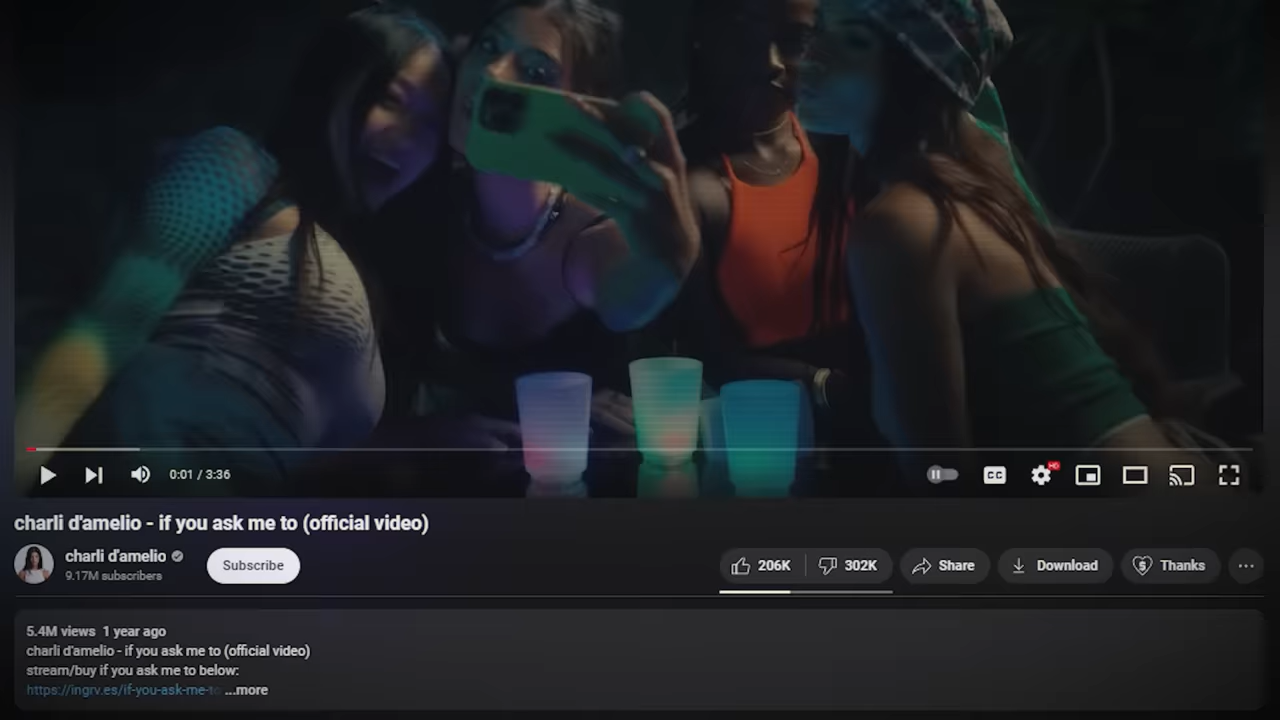 0:01 / 3:36
CC
HD
charli d'amelio - if you ask me to (official video)
charli d'amelio
9.17M subscribers
Subscribe
206K
302K
Share
Download
Thanks
5.4M views 1 year ago
charli d'amelio - if you ask me to (official video)
stream/buy if you ask me to below:
https://ingrv.es/if-you-ask-me-to ...more